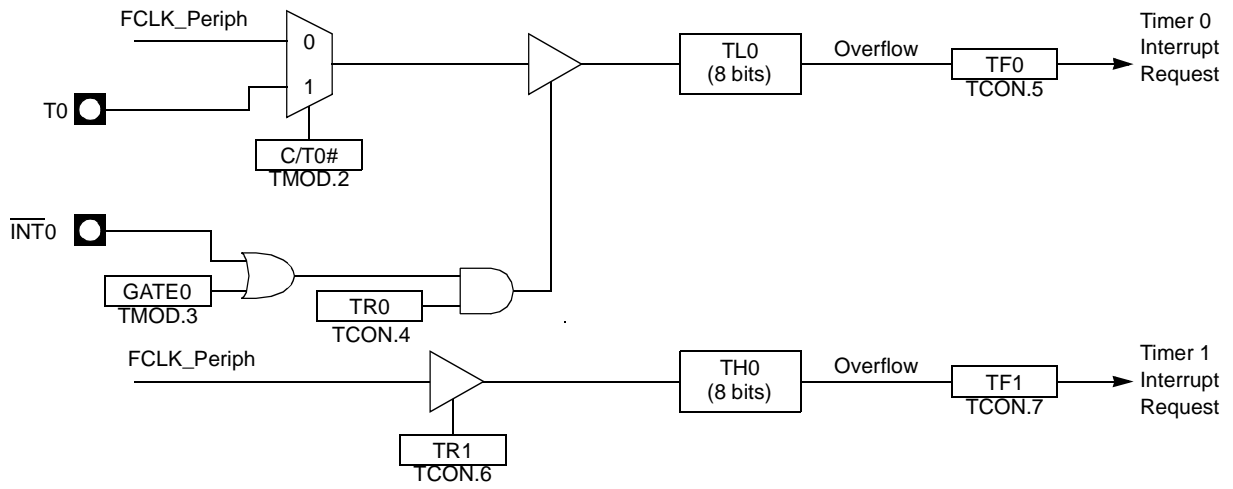 FCLK_Periph
0
1
T0
C/T0#
TMOD.2
TL0
(8 bits)
Overflow
TF0
TCON.5
Timer 0
Interrupt
Request
INT0
GATE0
TMOD.3
TR0
TCON.4
FCLK_Periph
TR1
TCON.6
TH0
(8 bits)
Overflow
TF1
TCON.7
Timer 1
Interrupt
Request